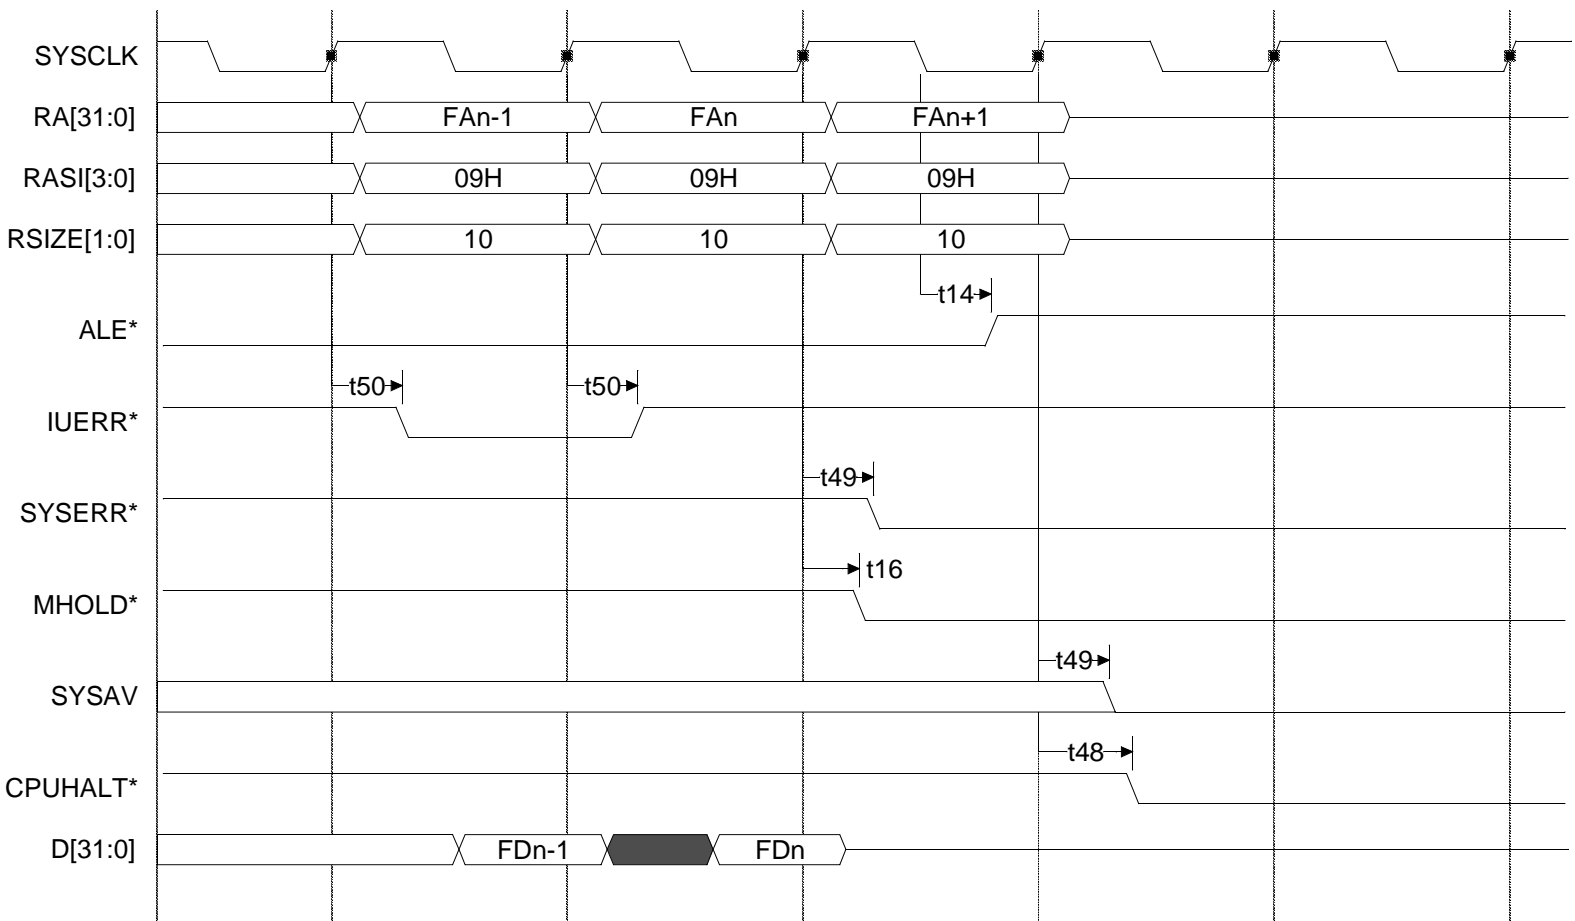 SYSCLK
RA[31:0] FAn-1 FAn FAn+1
RASI[3:0] 09H 09H 09H
RSIZE[1:0] 10 10 10
t14
ALE*
t50 t50
IUERR*
t49
SYSERR*
t16
MHOLD*
t49
SYSAV
t48
CPUHALT*
D[31:0] FDn-1 FDn